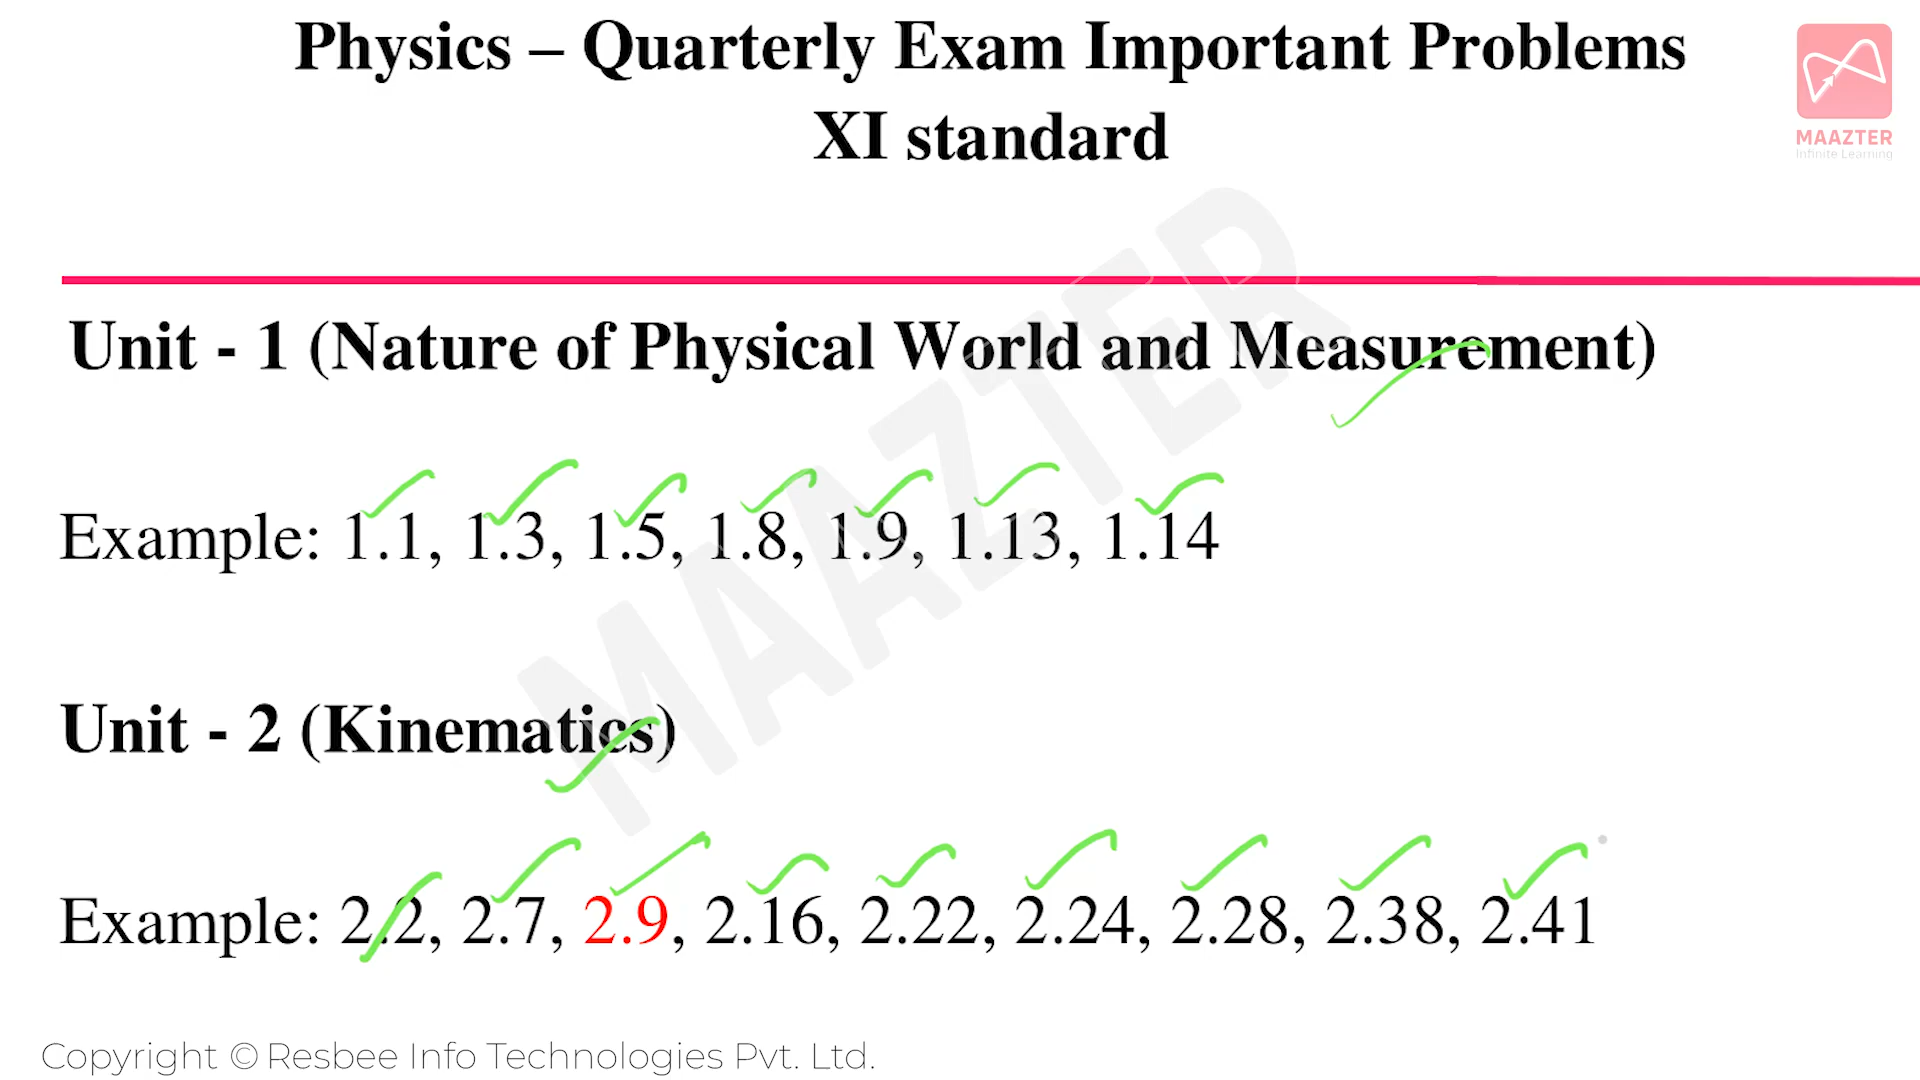 Physics – Quarterly Exam Important Problems
XI standard
MAAZTER
Infinite Learning
Unit - 1 (Nature of Physical World and Measurement)
Example: 1.1, 1.3, 1.5, 1.8, 1.9, 1.13, 1.14
MAAZTER
Unit - 2 (Kinematics)
Example: 2.2, 2.7, 2.9, 2.16, 2.22, 2.24, 2.28, 2.38, 2.41
Copyright © Resbee Info Technologies Pvt. Ltd.